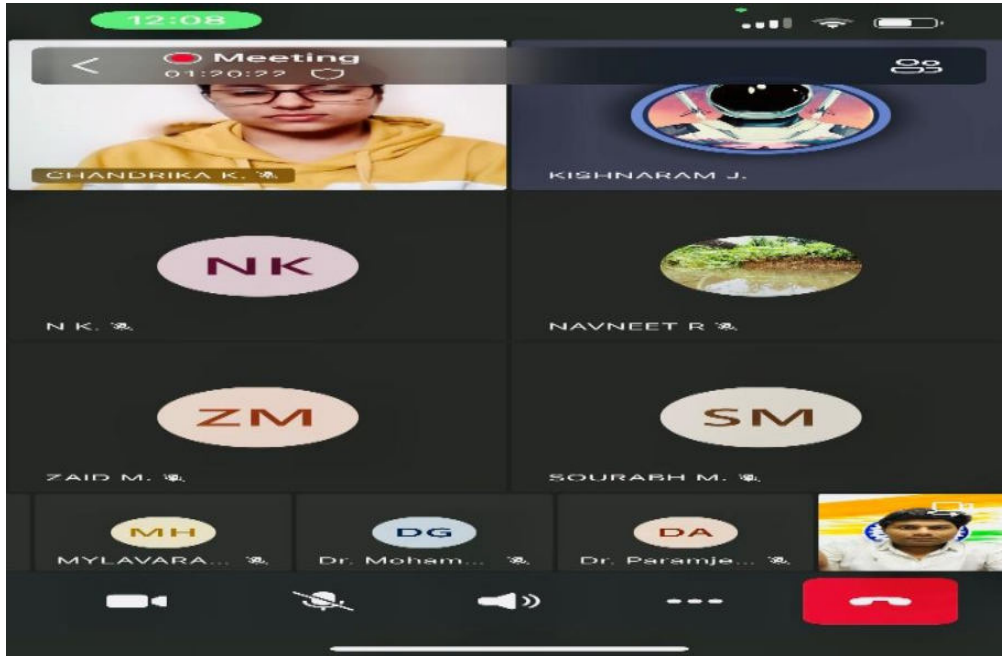 12:08
Meeting
01:20:22
CHANDRIKA K.
KISHNARAM J.
NK
N K.
NAVNEET R
ZM
ZAID M.
SM
SOURABH M.
MH
MYLAVARA...
DG
Dr. Moham...
DA
Dr. Paramje...